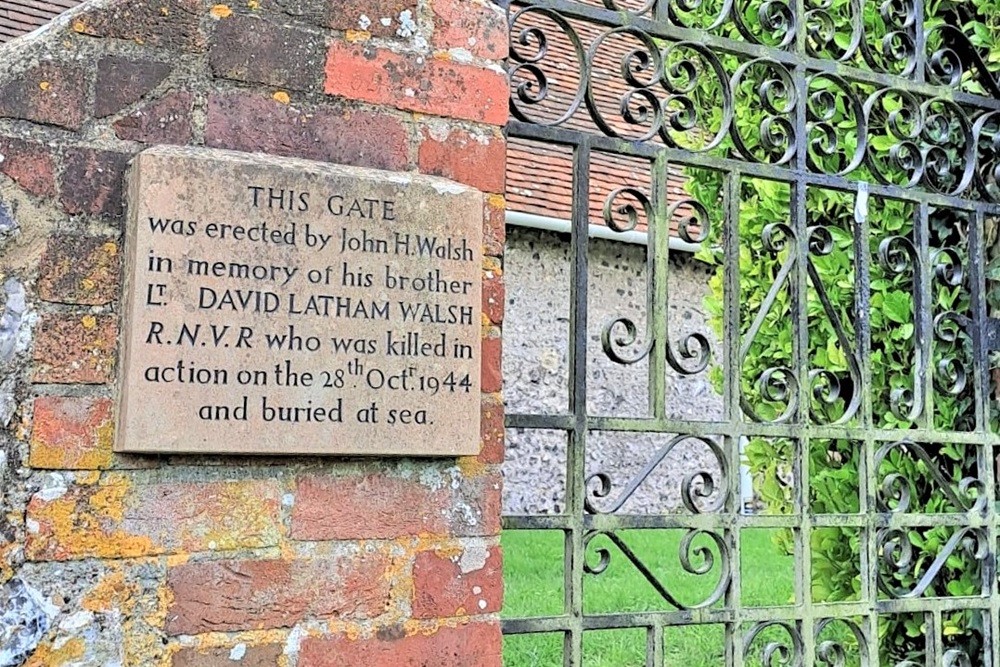 THIS GATE
was erected by John H. Walsh
in memory of his brother
LT. DAVID LATHAM WALSH
R.N.V.R who was killed in
action on the 28th Octr. 1944
and buried at sea.